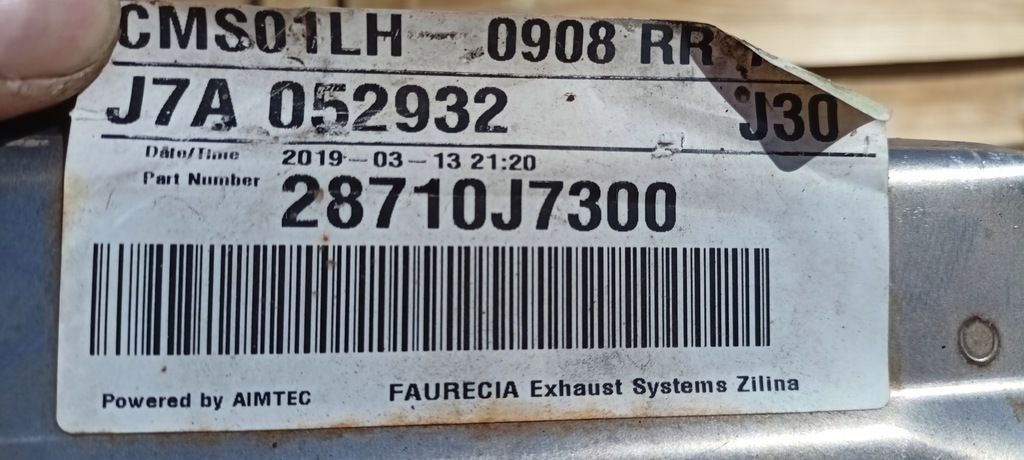 CMS01LH 0908 RR
J7A 052932 J30
Date/Time 2019-03-13 21:20
Part Number 28710J7300
Powered by AIMTEC FAURECIA Exhaust Systems Zilina